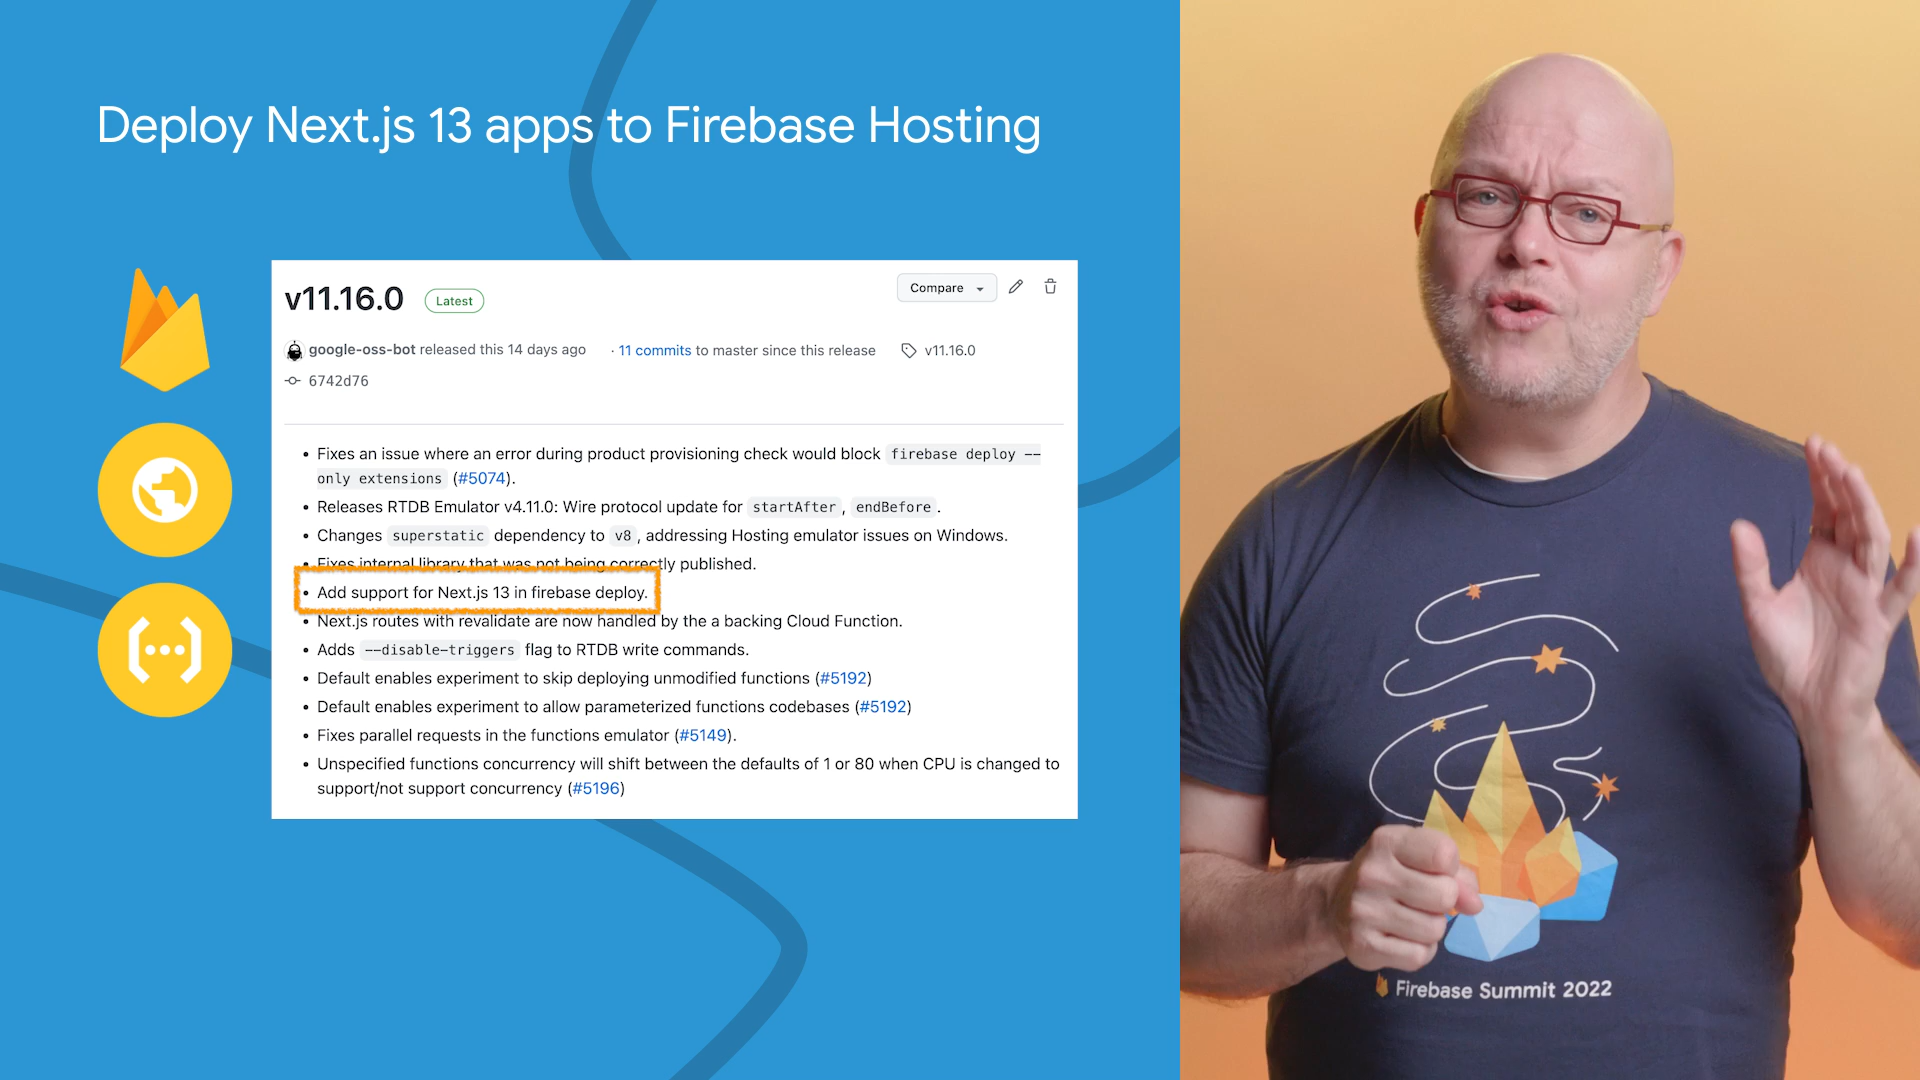 Deploy Next.js 13 apps to Firebase Hosting
v11.16.0 Latest Compare
google-oss-bot released this 14 days ago · 11 commits to master since this release v11.16.0
6742d76
• Fixes an issue where an error during product provisioning check would block firebase deploy --
only extensions (#5074).
• Releases RTDB Emulator v4.11.0: Wire protocol update for startAfter, endBefore.
• Changes superstatic dependency to v8, addressing Hosting emulator issues on Windows.
• Fixes internal library that was not being correctly published.
• Add support for Next.js 13 in firebase deploy.
• Next.js routes with revalidate are now handled by the a backing Cloud Function.
• Adds --disable-triggers flag to RTDB write commands.
• Default enables experiment to skip deploying unmodified functions (#5192)
• Default enables experiment to allow parameterized functions codebases (#5192)
• Fixes parallel requests in the functions emulator (#5149).
• Unspecified functions concurrency will shift between the defaults of 1 or 80 when CPU is changed to
support/not support concurrency (#5196)
Firebase Summit 2022